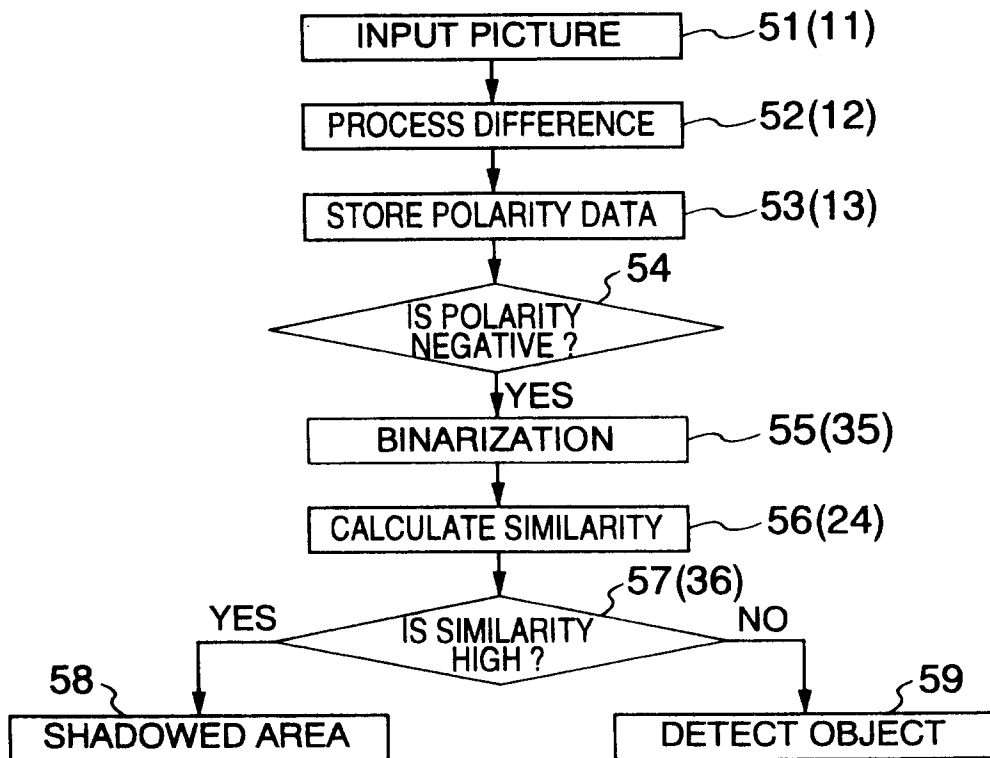 INPUT PICTURE
51(11)
PROCESS DIFFERENCE
52(12)
STORE POLARITY DATA
53(13)
54
IS POLARITY
NEGATIVE ?
YES
BINARIZATION
55(35)
CALCULATE SIMILARITY
56(24)
57(36)
YES
IS SIMILARITY
HIGH ?
NO
58
SHADOWED AREA
59
DETECT OBJECT